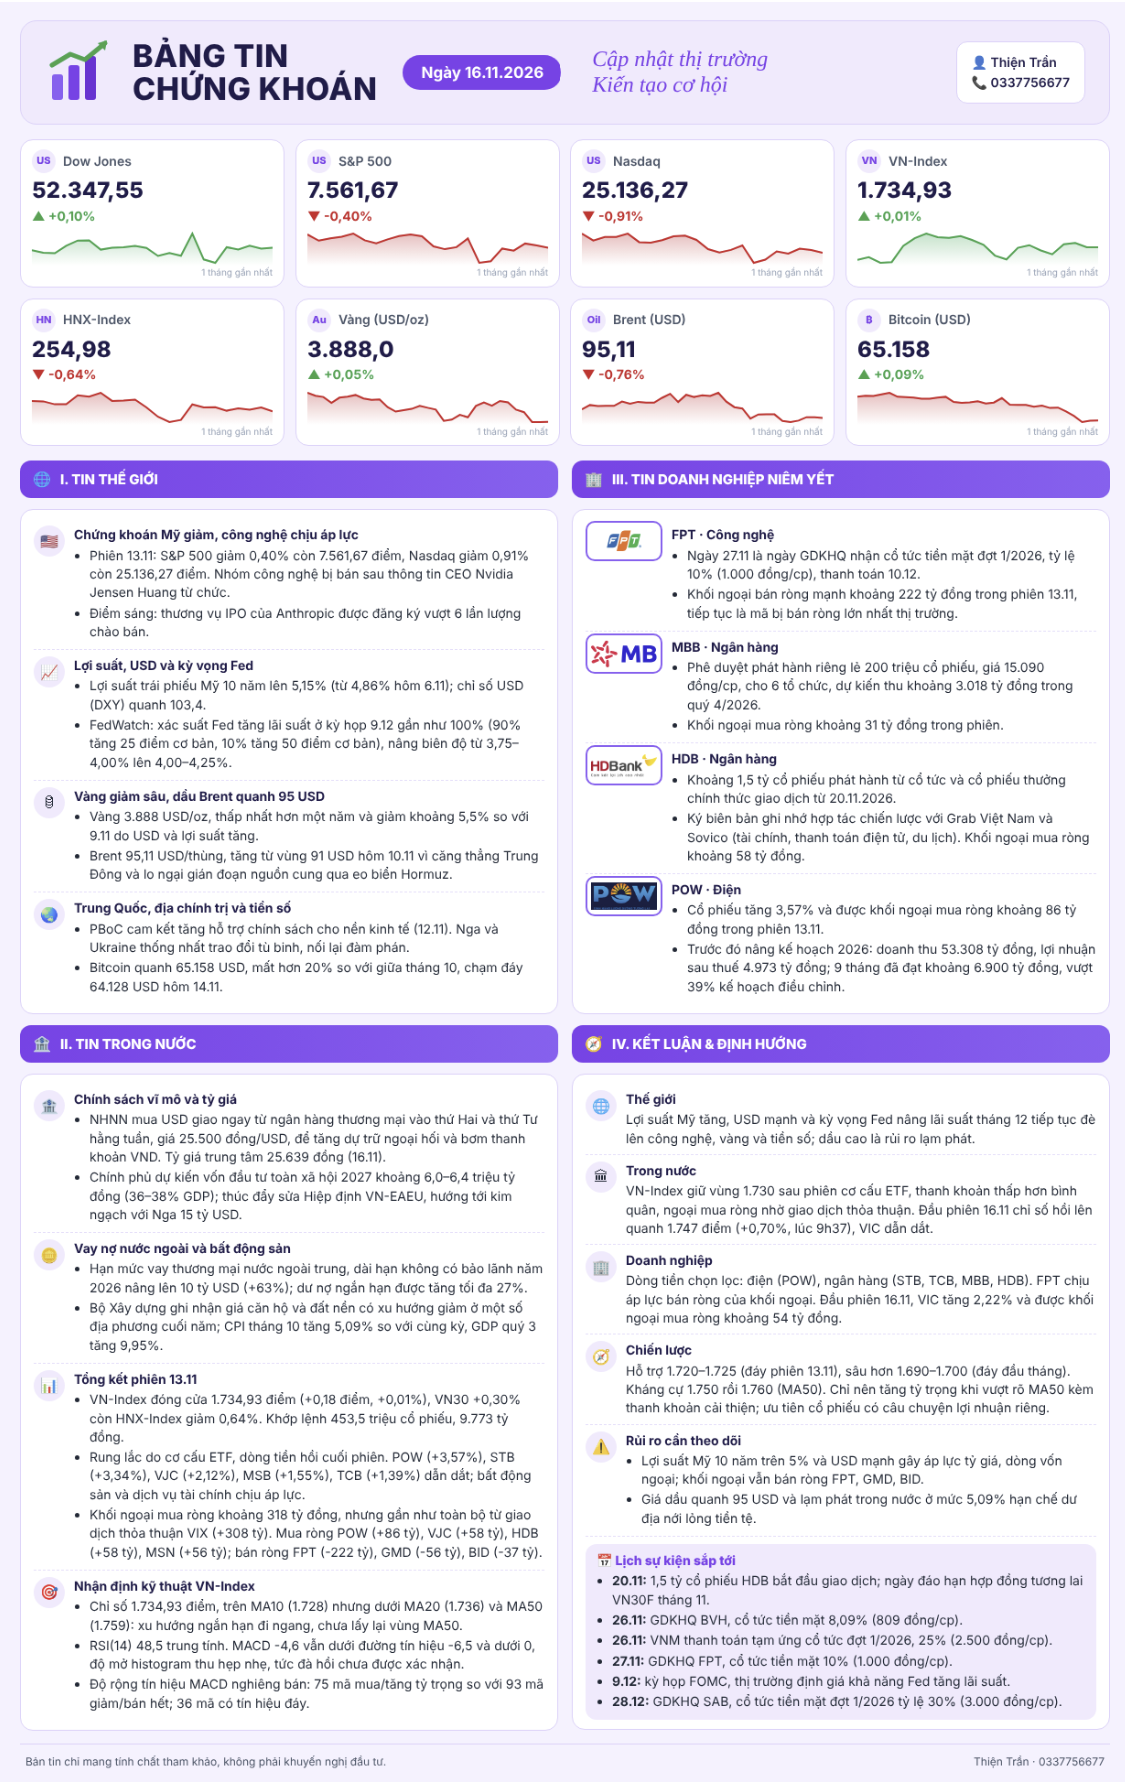 BẢNG TIN
CHỨNG KHOÁN
Ngày 16.11.2026
Cập nhật thị trường
Kiến tạo cơ hội
Thiện Trần
0337756677
US Dow Jones
52.347,55
▲ +0,10%
1 tháng gần nhất
US S&P 500
7.561,67
▼ -0,40%
1 tháng gần nhất
US Nasdaq
25.136,27
▼ -0,91%
1 tháng gần nhất
VN VN-Index
1.734,93
▲ +0,01%
1 tháng gần nhất
HN HNX-Index
254,98
▼ -0,64%
1 tháng gần nhất
Au Vàng (USD/oz)
3.888,0
▲ +0,05%
1 tháng gần nhất
Oil Brent (USD)
95,11
▼ -0,76%
1 tháng gần nhất
₿ Bitcoin (USD)
65.158
▲ +0,09%
1 tháng gần nhất
I. TIN THẾ GIỚI
Chứng khoán Mỹ giảm, công nghệ chịu áp lực
• Phiên 13.11: S&P 500 giảm 0,40% còn 7.561,67 điểm, Nasdaq giảm 0,91%
còn 25.136,27 điểm. Nhóm công nghệ bị bán sau thông tin CEO Nvidia
Jensen Huang từ chức.
• Điểm sáng: thương vụ IPO của Anthropic được đăng ký vượt 6 lần lượng
chào bán.
Lợi suất, USD và kỳ vọng Fed
• Lợi suất trái phiếu Mỹ 10 năm lên 5,15% (từ 4,86% hôm 6.11); chỉ số USD
(DXY) quanh 103,4.
• FedWatch: xác suất Fed tăng lãi suất ở kỳ họp 9.12 gần như 100% (90%
tăng 25 điểm cơ bản, 10% tăng 50 điểm cơ bản), nâng biên độ từ 3,75–
4,00% lên 4,00–4,25%.
Vàng giảm sâu, dầu Brent quanh 95 USD
• Vàng 3.888 USD/oz, thấp nhất hơn một năm và giảm khoảng 5,5% so với
9.11 do USD và lợi suất tăng.
• Brent 95,11 USD/thùng, tăng từ vùng 91 USD hôm 10.11 vì căng thẳng Trung
Đông và lo ngại gián đoạn nguồn cung qua eo biển Hormuz.
Trung Quốc, địa chính trị và tiền số
• PBoC cam kết tăng hỗ trợ chính sách cho nền kinh tế (12.11). Nga và
Ukraine thống nhất trao đổi tù binh, nối lại đàm phán.
• Bitcoin quanh 65.158 USD, mất hơn 20% so với giữa tháng 10, chạm đáy
64.128 USD hôm 14.11.
III. TIN DOANH NGHIỆP NIÊM YẾT
FPT
FPT · Công nghệ
• Ngày 27.11 là ngày GDKHQ nhận cổ tức tiền mặt đợt 1/2026, tỷ lệ
10% (1.000 đồng/cp), thanh toán 10.12.
• Khối ngoại bán ròng mạnh khoảng 222 tỷ đồng trong phiên 13.11,
tiếp tục là mã bị bán ròng lớn nhất thị trường.
MB
MBB · Ngân hàng
• Phê duyệt phát hành riêng lẻ 200 triệu cổ phiếu, giá 15.090
đồng/cp, cho 6 tổ chức, dự kiến thu khoảng 3.018 tỷ đồng trong
quý 4/2026.
• Khối ngoại mua ròng khoảng 31 tỷ đồng trong phiên.
HDBank
HDB · Ngân hàng
• Khoảng 1,5 tỷ cổ phiếu phát hành từ cổ tức và cổ phiếu thưởng
chính thức giao dịch từ 20.11.2026.
• Ký biên bản ghi nhớ hợp tác chiến lược với Grab Việt Nam và
Sovico (tài chính, thanh toán điện tử, du lịch). Khối ngoại mua ròng
khoảng 58 tỷ đồng.
POW
POW · Điện
• Cổ phiếu tăng 3,57% và được khối ngoại mua ròng khoảng 86 tỷ
đồng trong phiên 13.11.
• Trước đó nâng kế hoạch 2026: doanh thu 53.308 tỷ đồng, lợi nhuận
sau thuế 4.973 tỷ đồng; 9 tháng đã đạt khoảng 6.900 tỷ đồng, vượt
39% kế hoạch điều chỉnh.
II. TIN TRONG NƯỚC
Chính sách vĩ mô và tỷ giá
• NHNN mua USD giao ngay từ ngân hàng thương mại vào thứ Hai và thứ Tư
hằng tuần, giá 25.500 đồng/USD, để tăng dự trữ ngoại hối và bơm thanh
khoản VND. Tỷ giá trung tâm 25.639 đồng (16.11).
• Chính phủ dự kiến vốn đầu tư toàn xã hội 2027 khoảng 6,0–6,4 triệu tỷ
đồng (36–38% GDP); thúc đẩy sửa Hiệp định VN-EAEU, hướng tới kim
ngạch với Nga 15 tỷ USD.
Vay nợ nước ngoài và bất động sản
• Hạn mức vay thương mại nước ngoài trung, dài hạn không có bảo lãnh năm
2026 nâng lên 10 tỷ USD (+63%); dư nợ ngắn hạn được tăng tối đa 27%.
• Bộ Xây dựng ghi nhận giá căn hộ và đất nền có xu hướng giảm ở một số
địa phương cuối năm; CPI tháng 10 tăng 5,09% so với cùng kỳ, GDP quý 3
tăng 9,95%.
Tổng kết phiên 13.11
• VN-Index đóng cửa 1.734,93 điểm (+0,18 điểm, +0,01%), VN30 +0,30%
còn HNX-Index giảm 0,64%. Khớp lệnh 453,5 triệu cổ phiếu, 9.773 tỷ
đồng.
• Rung lắc do cơ cấu ETF, dòng tiền hồi cuối phiên. POW (+3,57%), STB
(+3,34%), VJC (+2,12%), MSB (+1,55%), TCB (+1,39%) dẫn dắt; bất động
sản và dịch vụ tài chính chịu áp lực.
• Khối ngoại mua ròng khoảng 318 tỷ đồng, nhưng gần như toàn bộ từ giao
dịch thỏa thuận VIX (+308 tỷ). Mua ròng POW (+86 tỷ), VJC (+58 tỷ), HDB
(+58 tỷ), MSN (+56 tỷ); bán ròng FPT (-222 tỷ), GMD (-56 tỷ), BID (-37 tỷ).
Nhận định kỹ thuật VN-Index
• Chỉ số 1.734,93 điểm, trên MA10 (1.728) nhưng dưới MA20 (1.736) và MA50
(1.759): xu hướng ngắn hạn đi ngang, chưa lấy lại vùng MA50.
• RSI(14) 48,5 trung tính. MACD -4,6 vẫn dưới đường tín hiệu -6,5 và dưới 0,
độ mở histogram thu hẹp nhẹ, tức đà hồi chưa được xác nhận.
• Độ rộng tín hiệu MACD nghiêng bán: 75 mã mua/tăng tỷ trọng so với 93 mã
giảm/bán hết; 36 mã có tín hiệu đáy.
IV. KẾT LUẬN & ĐỊNH HƯỚNG
Thế giới
Lợi suất Mỹ tăng, USD mạnh và kỳ vọng Fed nâng lãi suất tháng 12 tiếp tục đè
lên công nghệ, vàng và tiền số; dầu cao là rủi ro lạm phát.
Trong nước
VN-Index giữ vùng 1.730 sau phiên cơ cấu ETF, thanh khoản thấp hơn bình
quân, ngoại mua ròng nhờ giao dịch thỏa thuận. Đầu phiên 16.11 chỉ số hồi lên
quanh 1.747 điểm (+0,70%, lúc 9h37), VIC dẫn dắt.
Doanh nghiệp
Dòng tiền chọn lọc: điện (POW), ngân hàng (STB, TCB, MBB, HDB). FPT chịu
áp lực bán ròng của khối ngoại. Đầu phiên 16.11, VIC tăng 2,22% và được khối
ngoại mua ròng khoảng 54 tỷ đồng.
Chiến lược
Hỗ trợ 1.720–1.725 (đáy phiên 13.11), sâu hơn 1.690–1.700 (đáy đầu tháng).
Kháng cự 1.750 rồi 1.760 (MA50). Chỉ nên tăng tỷ trọng khi vượt rõ MA50 kèm
thanh khoản cải thiện; ưu tiên cổ phiếu có câu chuyện lợi nhuận riêng.
Rủi ro cần theo dõi
• Lợi suất Mỹ 10 năm trên 5% và USD mạnh gây áp lực tỷ giá, dòng vốn
ngoại; khối ngoại vẫn bán ròng FPT, GMD, BID.
• Giá dầu quanh 95 USD và lạm phát trong nước ở mức 5,09% hạn chế dư
địa nới lỏng tiền tệ.
Lịch sự kiện sắp tới
• 20.11: 1,5 tỷ cổ phiếu HDB bắt đầu giao dịch; ngày đáo hạn hợp đồng tương lai
VN30F tháng 11.
• 26.11: GDKHQ BVH, cổ tức tiền mặt 8,09% (809 đồng/cp).
• 26.11: VNM thanh toán tạm ứng cổ tức đợt 1/2026, 25% (2.500 đồng/cp).
• 27.11: GDKHQ FPT, cổ tức tiền mặt 10% (1.000 đồng/cp).
• 9.12: kỳ họp FOMC, thị trường định giá khả năng Fed tăng lãi suất.
• 28.12: GDKHQ SAB, cổ tức tiền mặt đợt 1/2026 tỷ lệ 30% (3.000 đồng/cp).
Bản tin chỉ mang tính chất tham khảo, không phải khuyến nghị đầu tư.
Thiện Trần · 0337756677